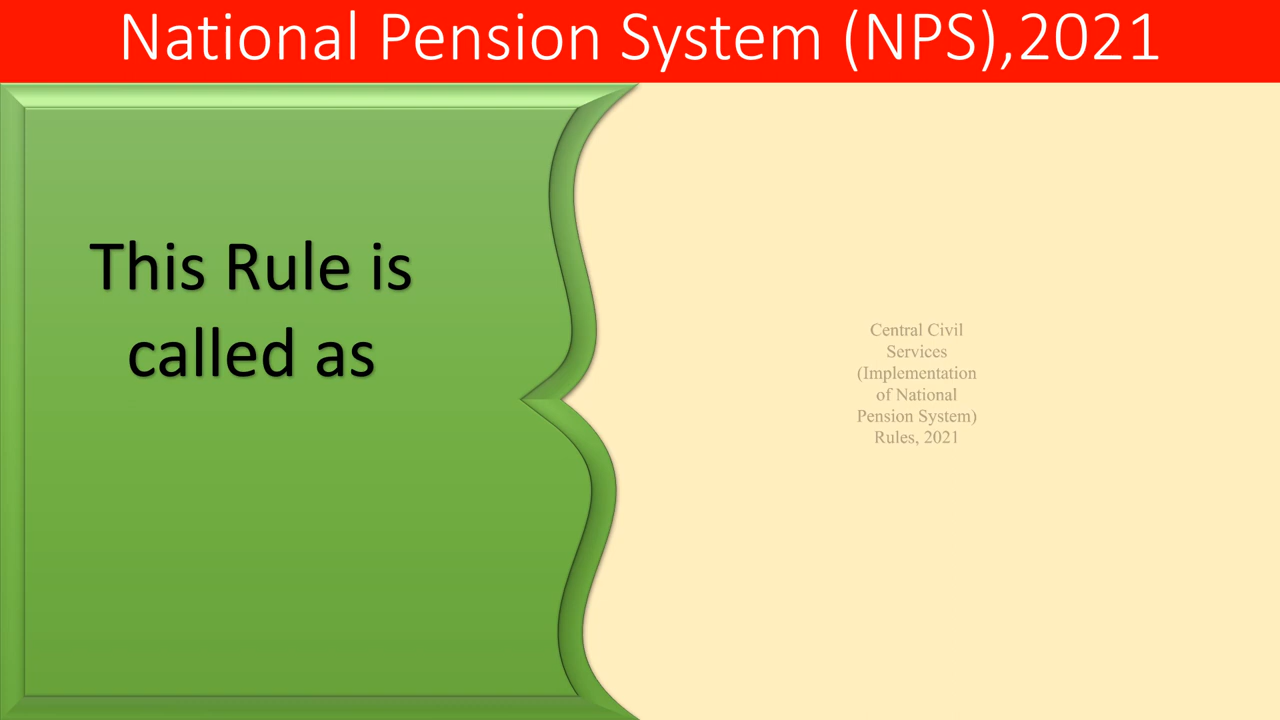 National Pension System (NPS),2021
This Rule is
called as
Central Civil
Services
(Implementation
of National
Pension System)
Rules, 2021